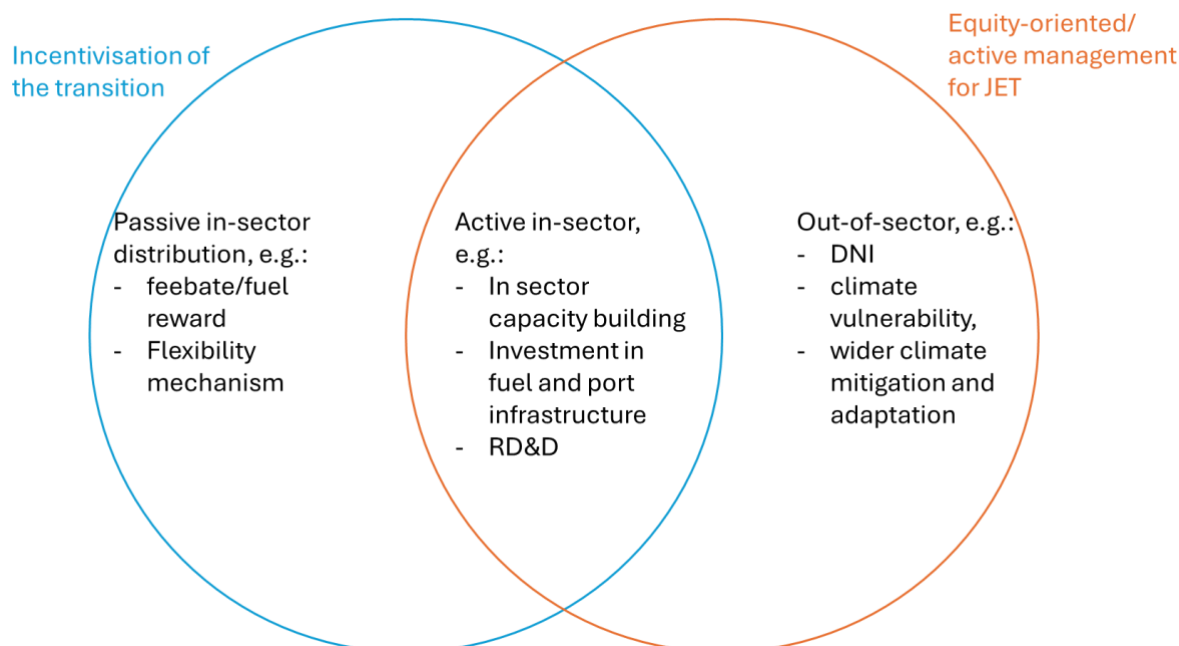 Incentivisation of
the transition
Equity-oriented/
active management
for JET
Passive in-sector
distribution, e.g.:
- feebate/fuel
reward
- Flexibility
mechanism
Active in-sector,
e.g.:
- In sector
capacity building
- Investment in
fuel and port
infrastructure
- RD&D
Out-of-sector, e.g.:
- DNI
- climate
vulnerability,
- wider climate
mitigation and
adaptation